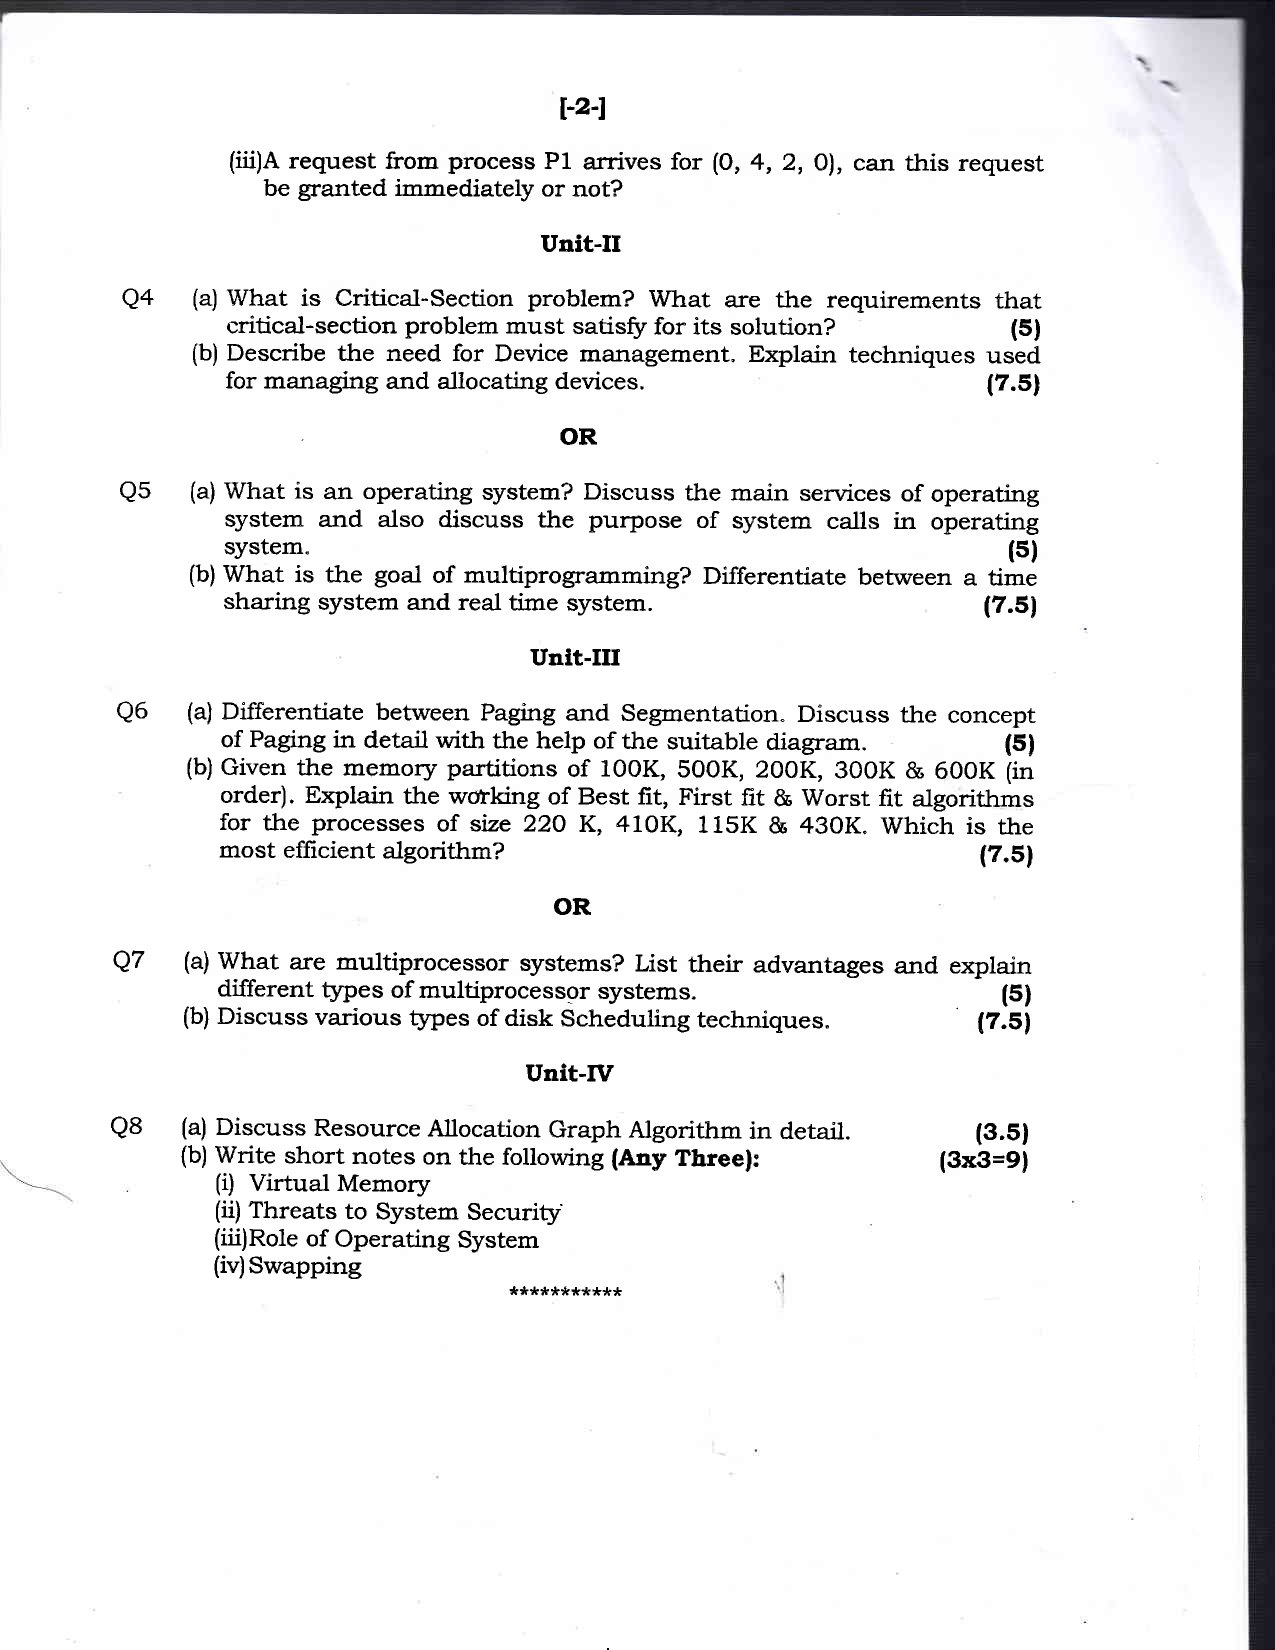 [-2-]
(iii)A request from process P1 arrives for (0, 4, 2, 0), can this request
be granted immediately or not?
Unit-II
Q4 (a) What is Critical-Section problem? What are the requirements that
critical-section problem must satisfy for its solution? (5)
(b) Describe the need for Device management. Explain techniques used
for managing and allocating devices. (7.5)
OR
Q5 (a) What is an operating system? Discuss the main services of operating
system and also discuss the purpose of system calls in operating
system. (5)
(b) What is the goal of multiprogramming? Differentiate between a time
sharing system and real time system. (7.5)
Unit-III
Q6 (a) Differentiate between Paging and Segmentation. Discuss the concept
of Paging in detail with the help of the suitable diagram. (5)
(b) Given the memory partitions of 100K, 500K, 200K, 300K & 600K (in
order). Explain the working of Best fit, First fit & Worst fit algorithms
for the processes of size 220 K, 410K, 115K & 430K. Which is the
most efficient algorithm? (7.5)
OR
Q7 (a) What are multiprocessor systems? List their advantages and explain
different types of multiprocessor systems. (5)
(b) Discuss various types of disk Scheduling techniques. (7.5)
Unit-IV
Q8 (a) Discuss Resource Allocation Graph Algorithm in detail. (3.5)
(b) Write short notes on the following (Any Three): (3x3=9)
(i) Virtual Memory
(ii) Threats to System Security
(iii)Role of Operating System
(iv) Swapping
***********